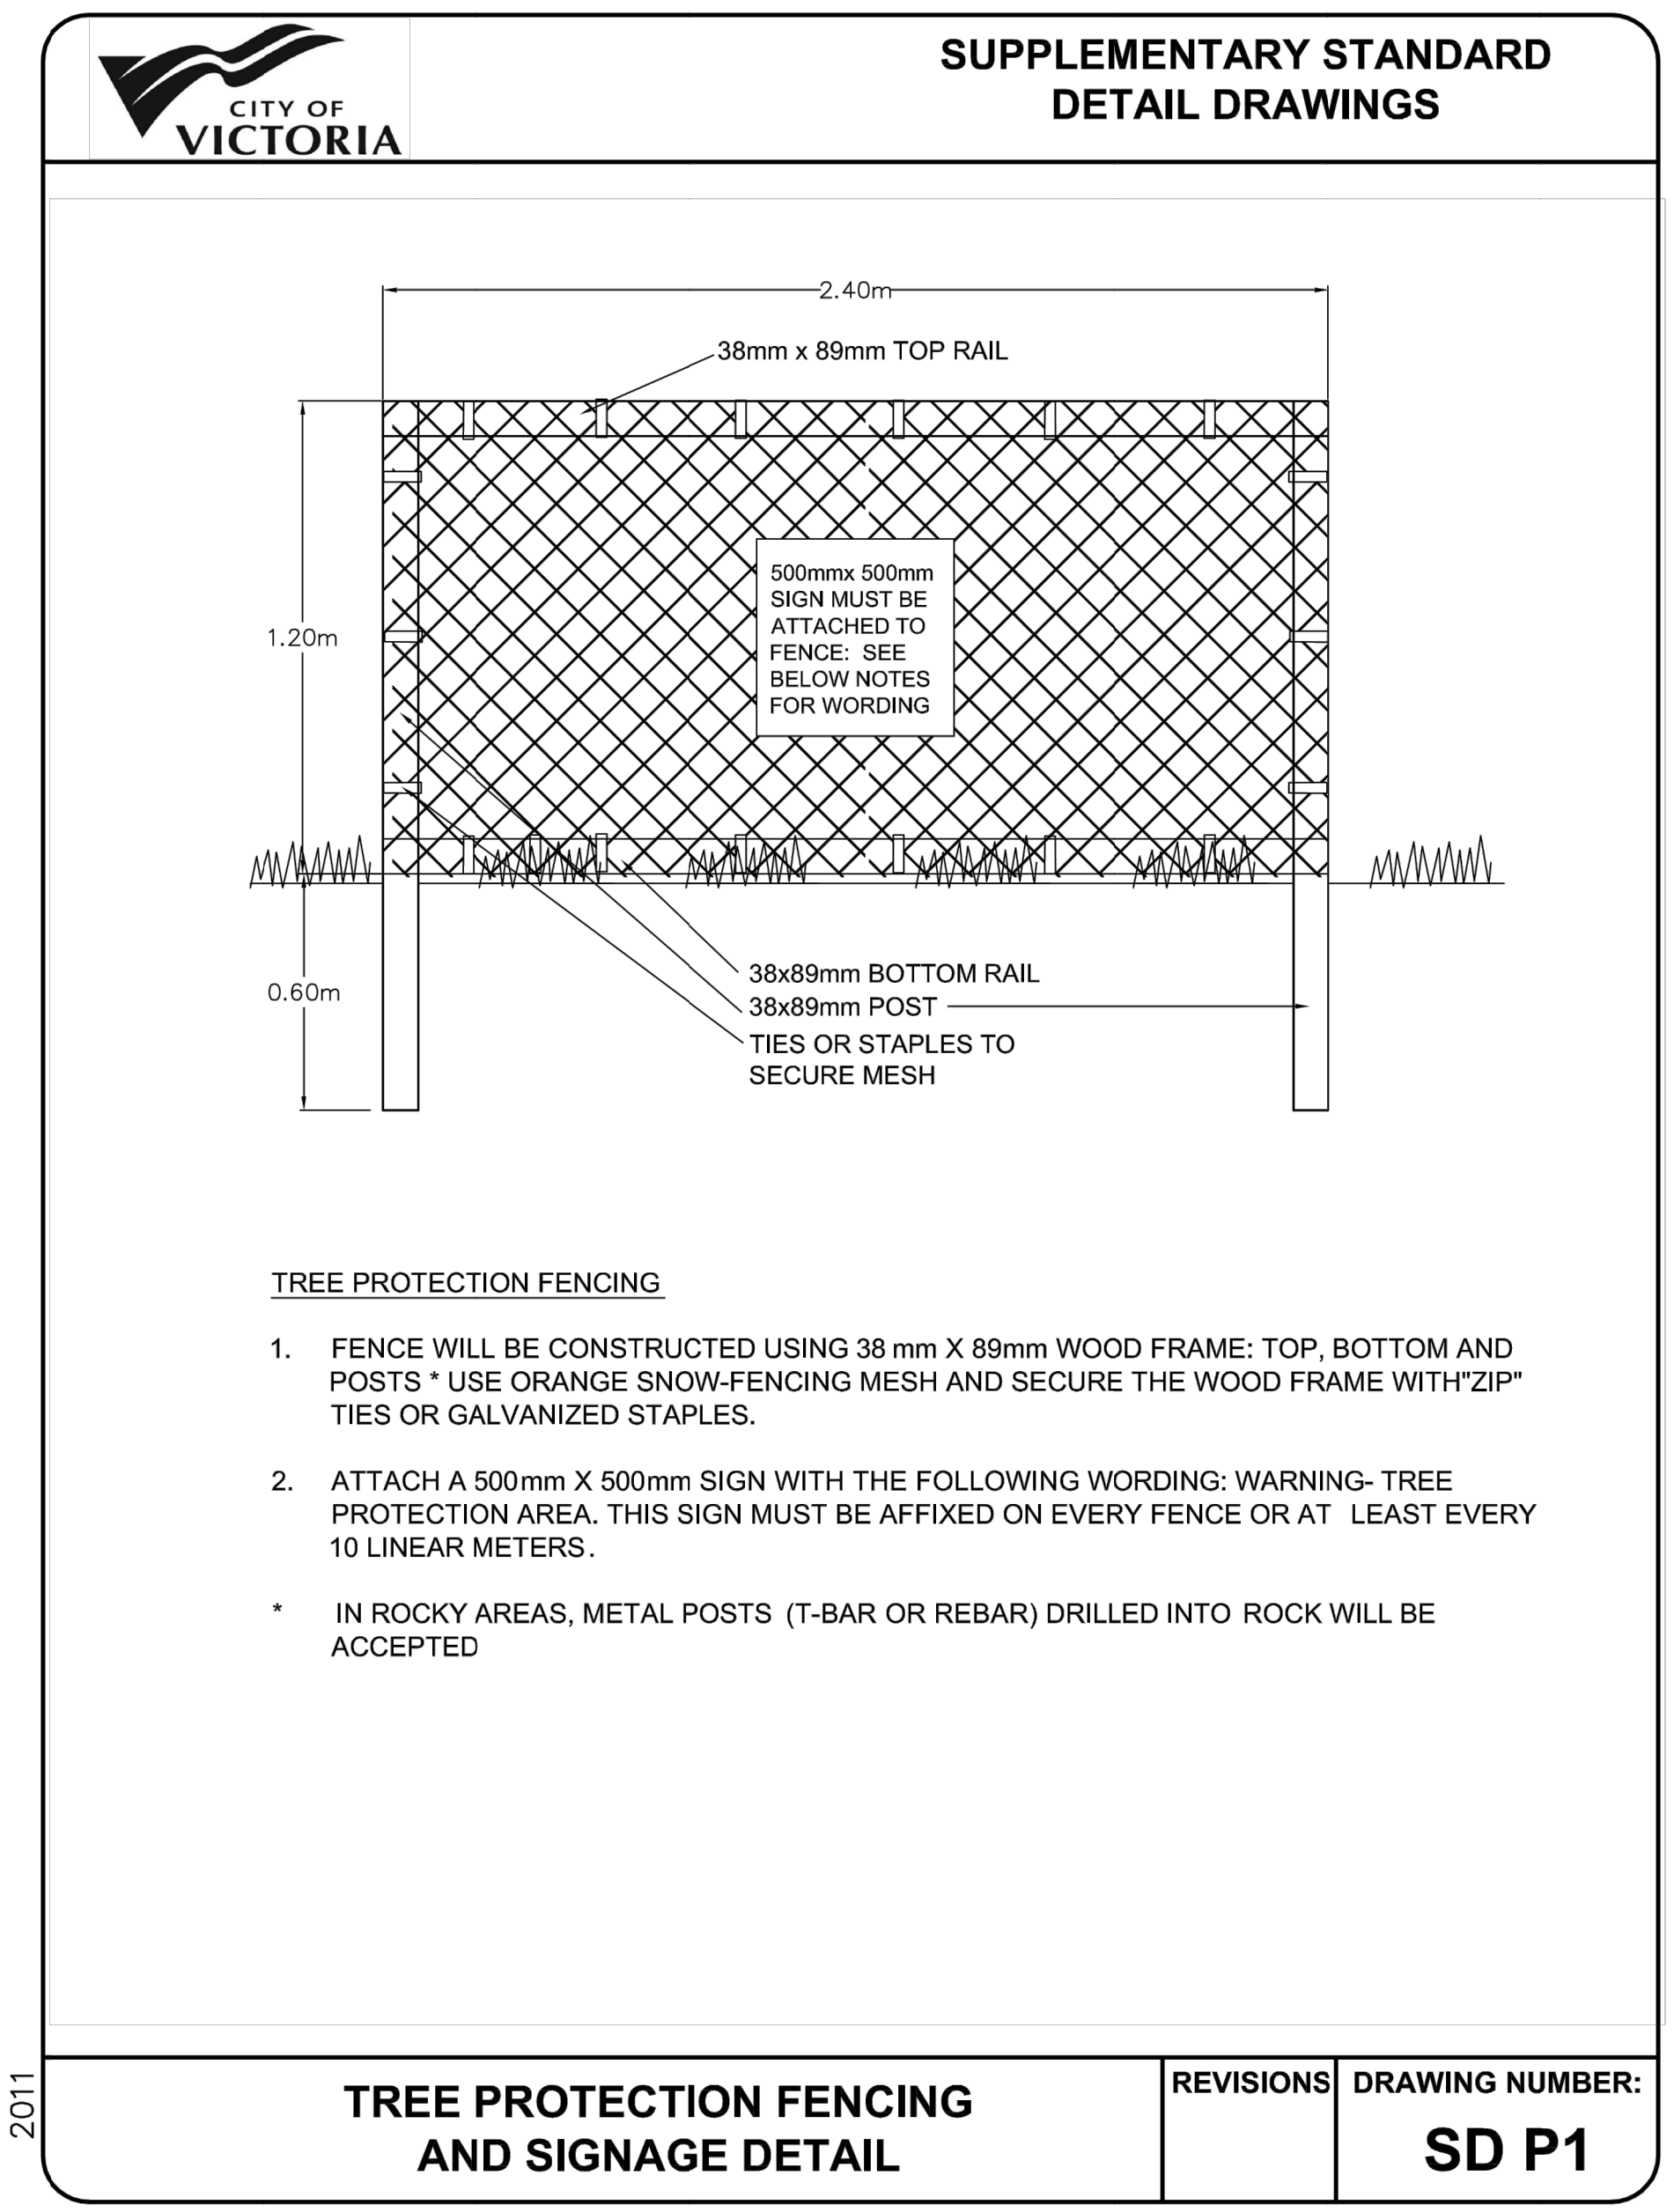 CITY OF
VICTORIA
SUPPLEMENTARY STANDARD
DETAIL DRAWINGS
2.40m
38mm x 89mm TOP RAIL
500mmx 500mm
SIGN MUST BE
ATTACHED TO
FENCE: SEE
BELOW NOTES
FOR WORDING
1.20m
0.60m
38x89mm BOTTOM RAIL
38x89mm POST
TIES OR STAPLES TO
SECURE MESH
TREE PROTECTION FENCING
1. FENCE WILL BE CONSTRUCTED USING 38 mm X 89mm WOOD FRAME: TOP, BOTTOM AND
POSTS * USE ORANGE SNOW-FENCING MESH AND SECURE THE WOOD FRAME WITH"ZIP"
TIES OR GALVANIZED STAPLES.
2. ATTACH A 500mm X 500mm SIGN WITH THE FOLLOWING WORDING: WARNING- TREE
PROTECTION AREA. THIS SIGN MUST BE AFFIXED ON EVERY FENCE OR AT LEAST EVERY
10 LINEAR METERS.
* IN ROCKY AREAS, METAL POSTS (T-BAR OR REBAR) DRILLED INTO ROCK WILL BE
ACCEPTED
2011
TREE PROTECTION FENCING
AND SIGNAGE DETAIL
REVISIONS
DRAWING NUMBER:
SD P1